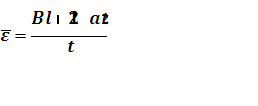 ε̅ = Bl ½ at² / t